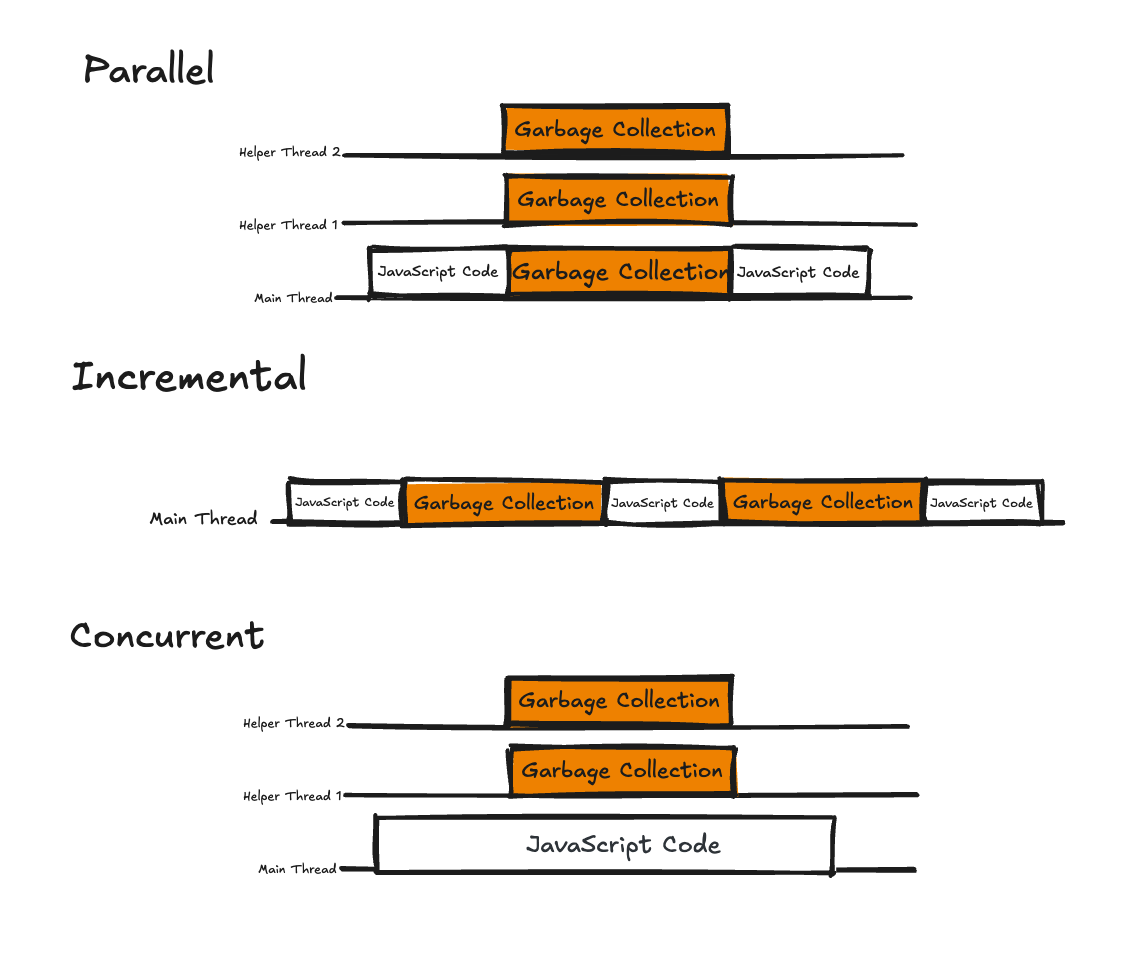 Parallel
Garbage Collection
Helper Thread 2
Garbage Collection
Helper Thread 1
JavaScript Code Garbage Collection JavaScript Code
Main Thread
Incremental
JavaScript Code Garbage Collection JavaScript Code Garbage Collection JavaScript Code
Main Thread
Concurrent
Garbage Collection
Helper Thread 2
Garbage Collection
Helper Thread 1
JavaScript Code
Main Thread